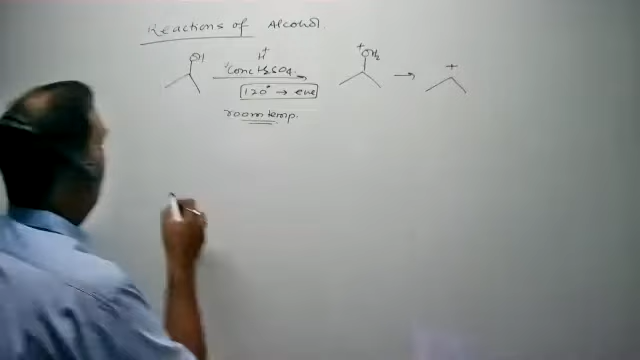 Reactions of Alcohol.
OH
H+
Conc H2SO4.
120° → ene
room temp.
+OH2
→
+